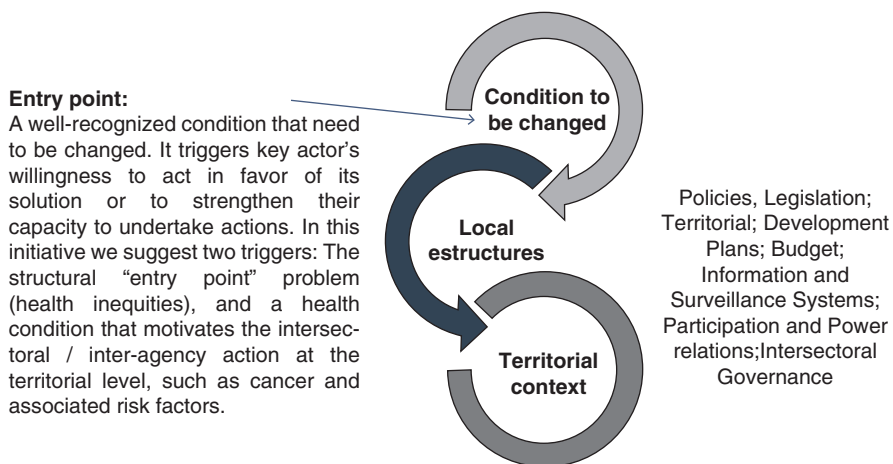 Entry point:
A well-recognized condition that need
to be changed. It triggers key actor's
willingness to act in favor of its
solution or to strengthen their
capacity to undertake actions. In this
initiative we suggest two triggers: The
structural “entry point” problem
(health inequities), and a health
condition that motivates the intersec-
toral / inter-agency action at the
territorial level, such as cancer and
associated risk factors.
Condition to
be changed
Local
estructures
Territorial
context
Policies, Legislation;
Territorial; Development
Plans; Budget;
Information and
Surveillance Systems;
Participation and Power
relations;Intersectoral
Governance